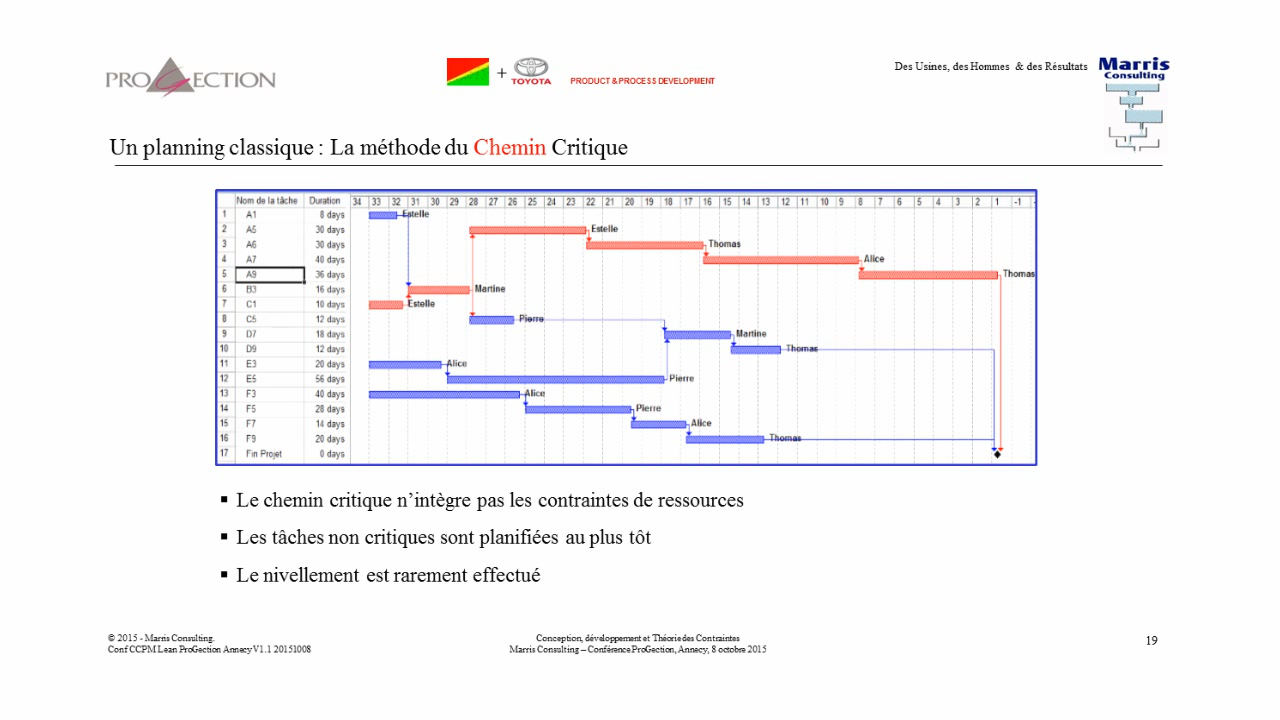 PROGECTION
+
TOYOTA
PRODUCT & PROCESS DEVELOPMENT
Des Usines, des Hommes & des Résultats
Marris
Consulting
Un planning classique : La méthode du Chemin Critique
Nom de la tâche Duration 34 33 32 31 30 29 28 27 26 25 24 23 22 21 20 19 18 17 16 15 14 13 12 11 10 9 8 7 6 5 4 3 2 1 -1
1 A1 8 days Estelle
2 A5 30 days Estelle
3 A6 30 days Thomas
4 A7 40 days Alice
5 A9 36 days Thomas
6 B3 16 days Martine
7 C1 10 days Estelle
8 C5 12 days Pierre
9 D7 18 days Martine
10 D9 12 days Thomas
11 E3 20 days Alice
12 E5 56 days Pierre
13 F3 40 days Alice
14 F5 28 days Pierre
15 F7 14 days Alice
16 F9 20 days Thomas
17 Fin Projet 0 days
▪ Le chemin critique n’intègre pas les contraintes de ressources
▪ Les tâches non critiques sont planifiées au plus tôt
▪ Le nivellement est rarement effectué
© 2015 - Marris Consulting.
Conf CCPM Lean ProGection Annecy V1.1 20151008
Conception, développement et Théorie des Contraintes
Marris Consulting – Conférence ProGection, Annecy, 8 octobre 2015
19